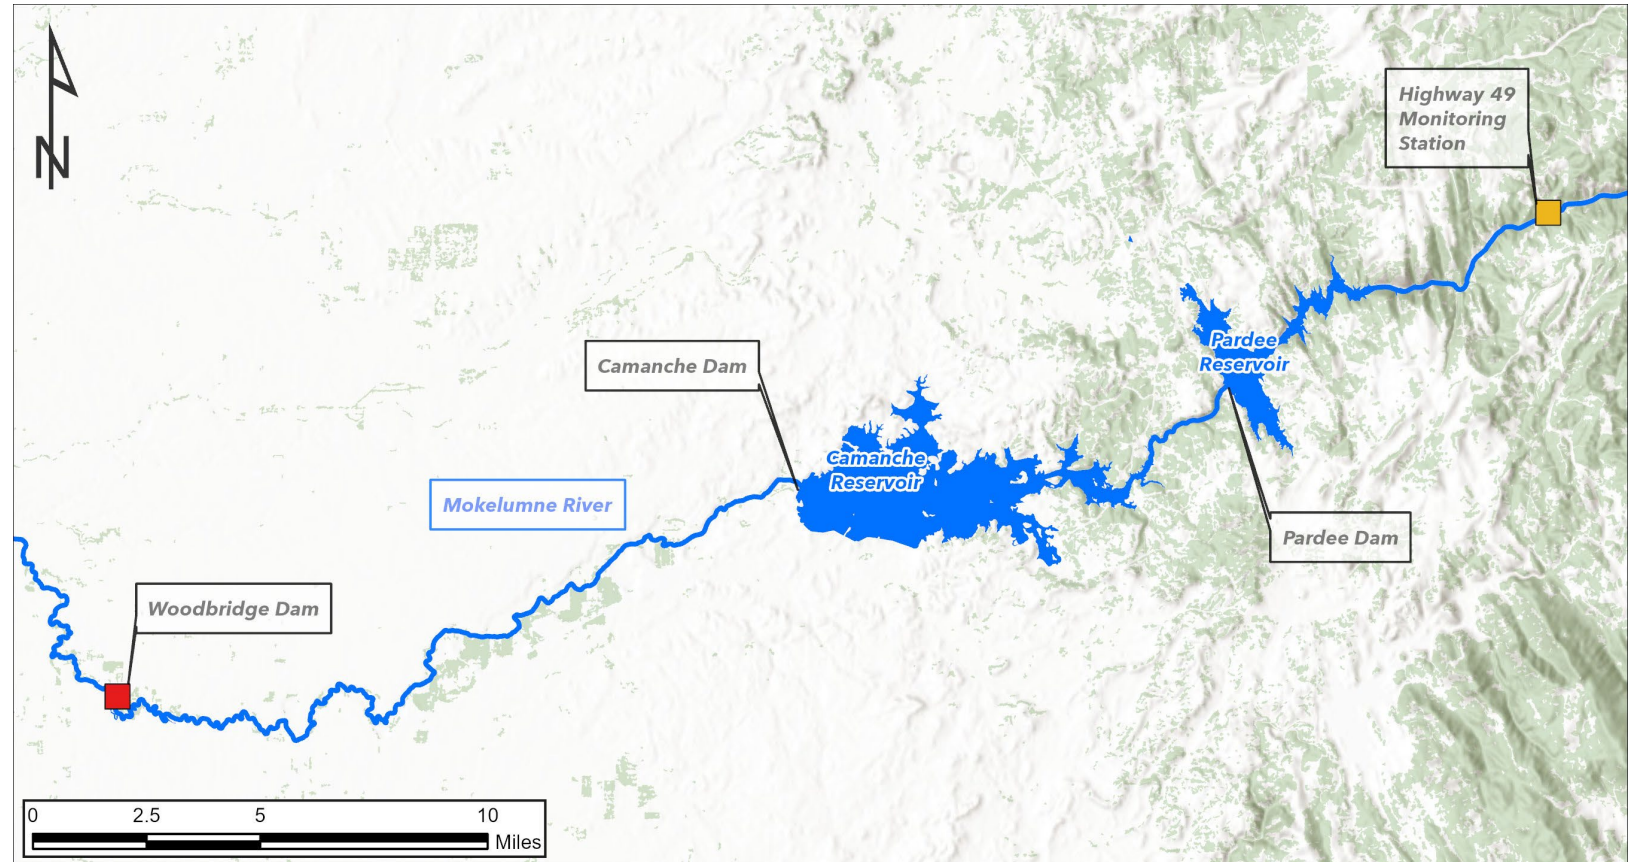 N
Highway 49
Monitoring
Station
Pardee
Reservoir
Camanche Dam
Camanche
Reservoir
Mokelumne River
Pardee Dam
Woodbridge Dam
0 2.5 5 10
Miles